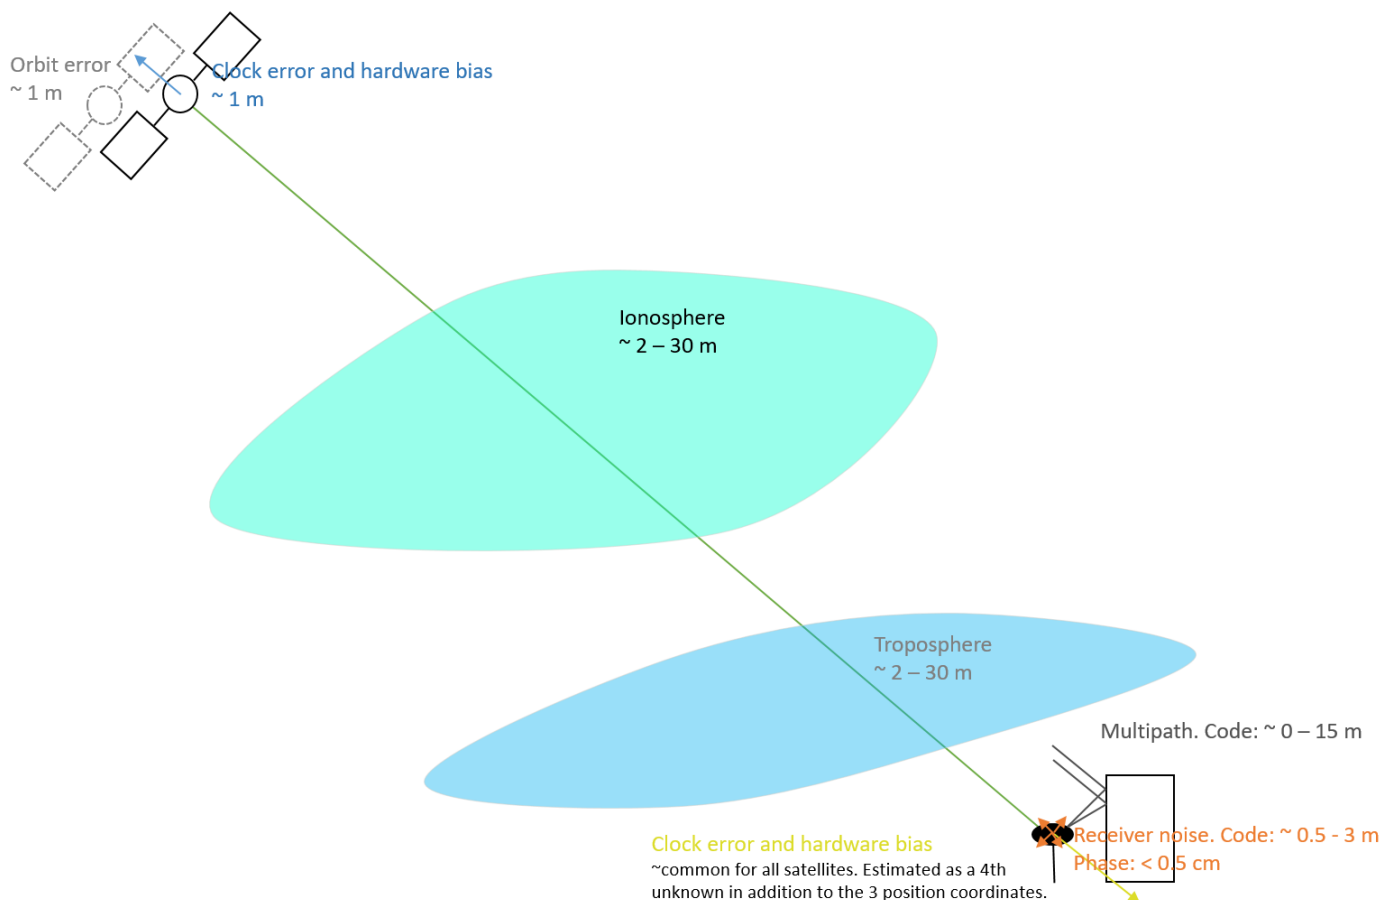 Orbit error
~ 1 m
Clock error and hardware bias
~ 1 m
Ionosphere
~ 2 – 30 m
Troposphere
~ 2 – 30 m
Multipath. Code: ~ 0 – 15 m
Receiver noise. Code: ~ 0.5 - 3 m
Phase: < 0.5 cm
Clock error and hardware bias
~common for all satellites. Estimated as a 4th
unknown in addition to the 3 position coordinates.